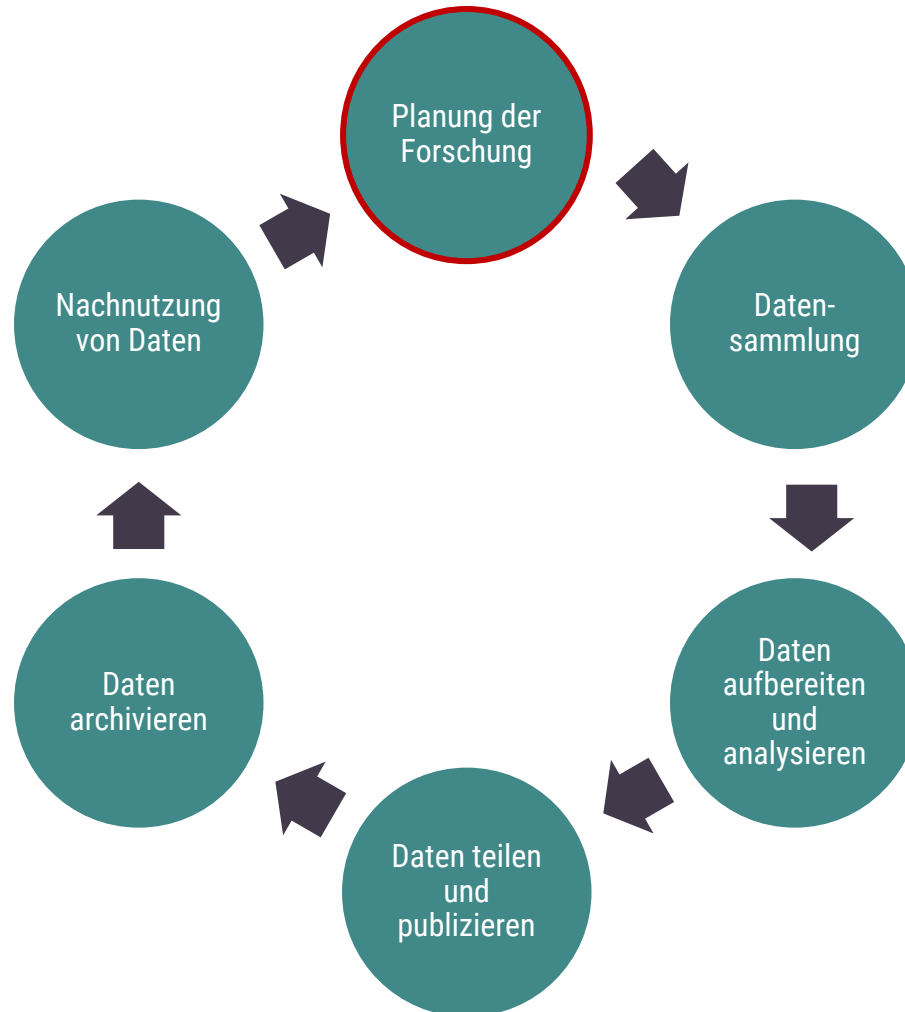 Planung der
Forschung
Daten-
sammlung
Daten
aufbereiten
und
analysieren
Daten teilen
und
publizieren
Daten
archivieren
Nachnutzung
von Daten